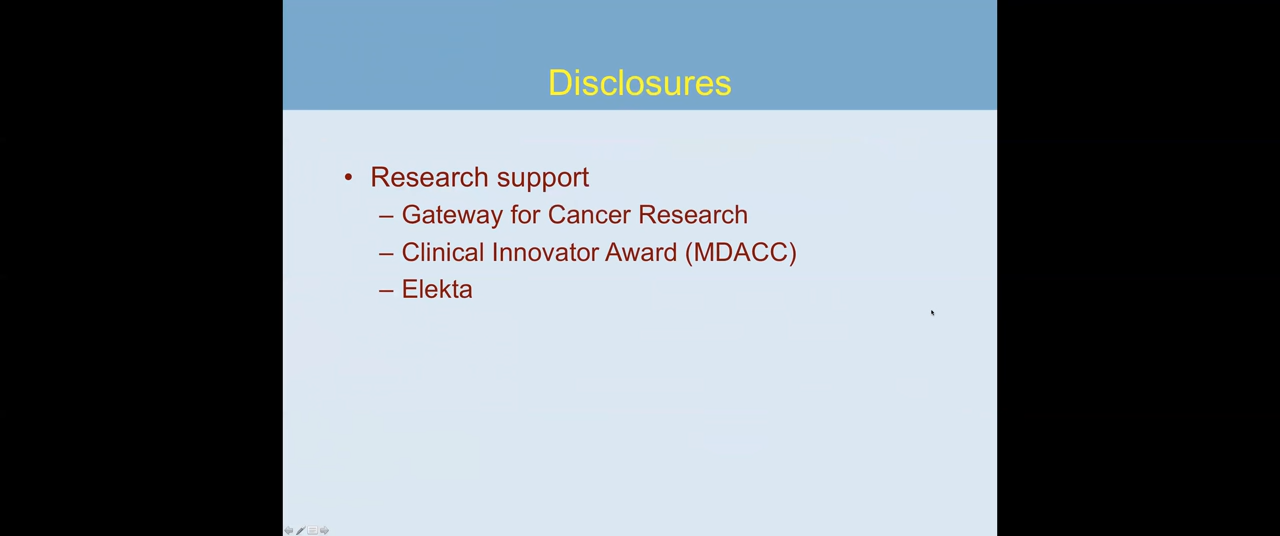 Disclosures
• Research support
– Gateway for Cancer Research
– Clinical Innovator Award (MDACC)
– Elekta